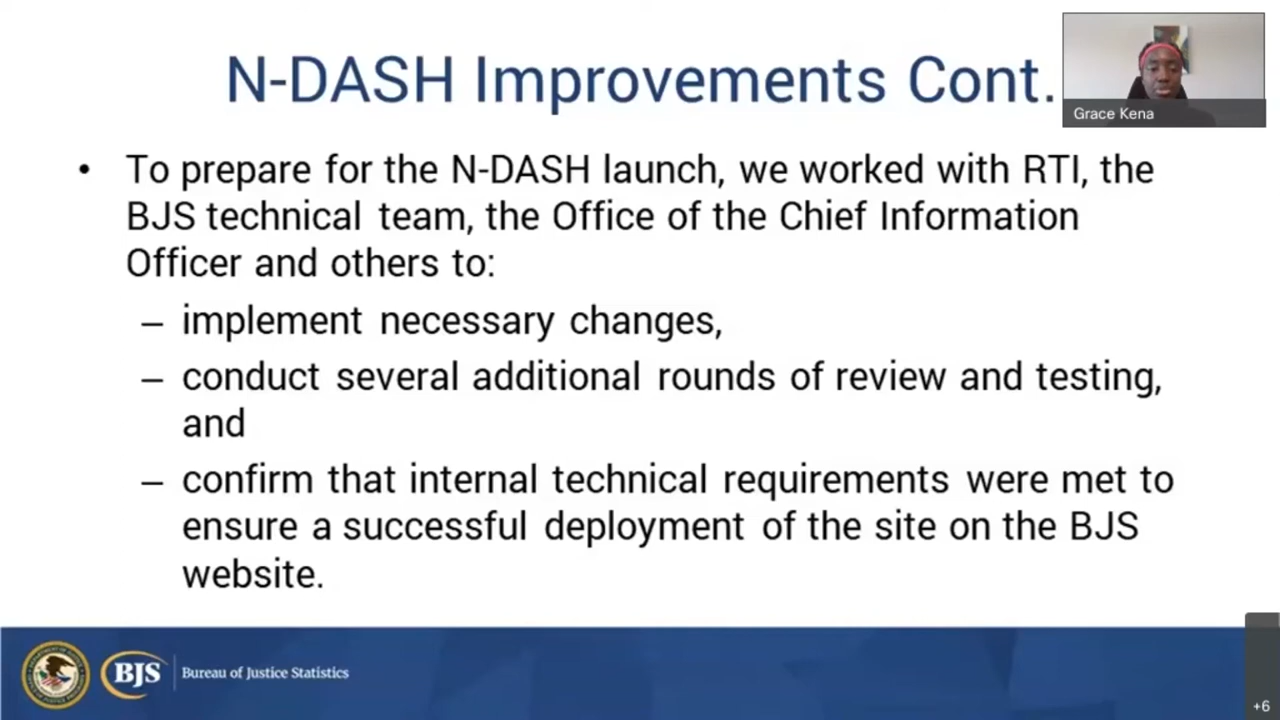 N-DASH Improvements Cont.
Grace Kena
• To prepare for the N-DASH launch, we worked with RTI, the
BJS technical team, the Office of the Chief Information
Officer and others to:
– implement necessary changes,
– conduct several additional rounds of review and testing,
and
– confirm that internal technical requirements were met to
ensure a successful deployment of the site on the BJS
website.
BJS
Bureau of Justice Statistics
+6